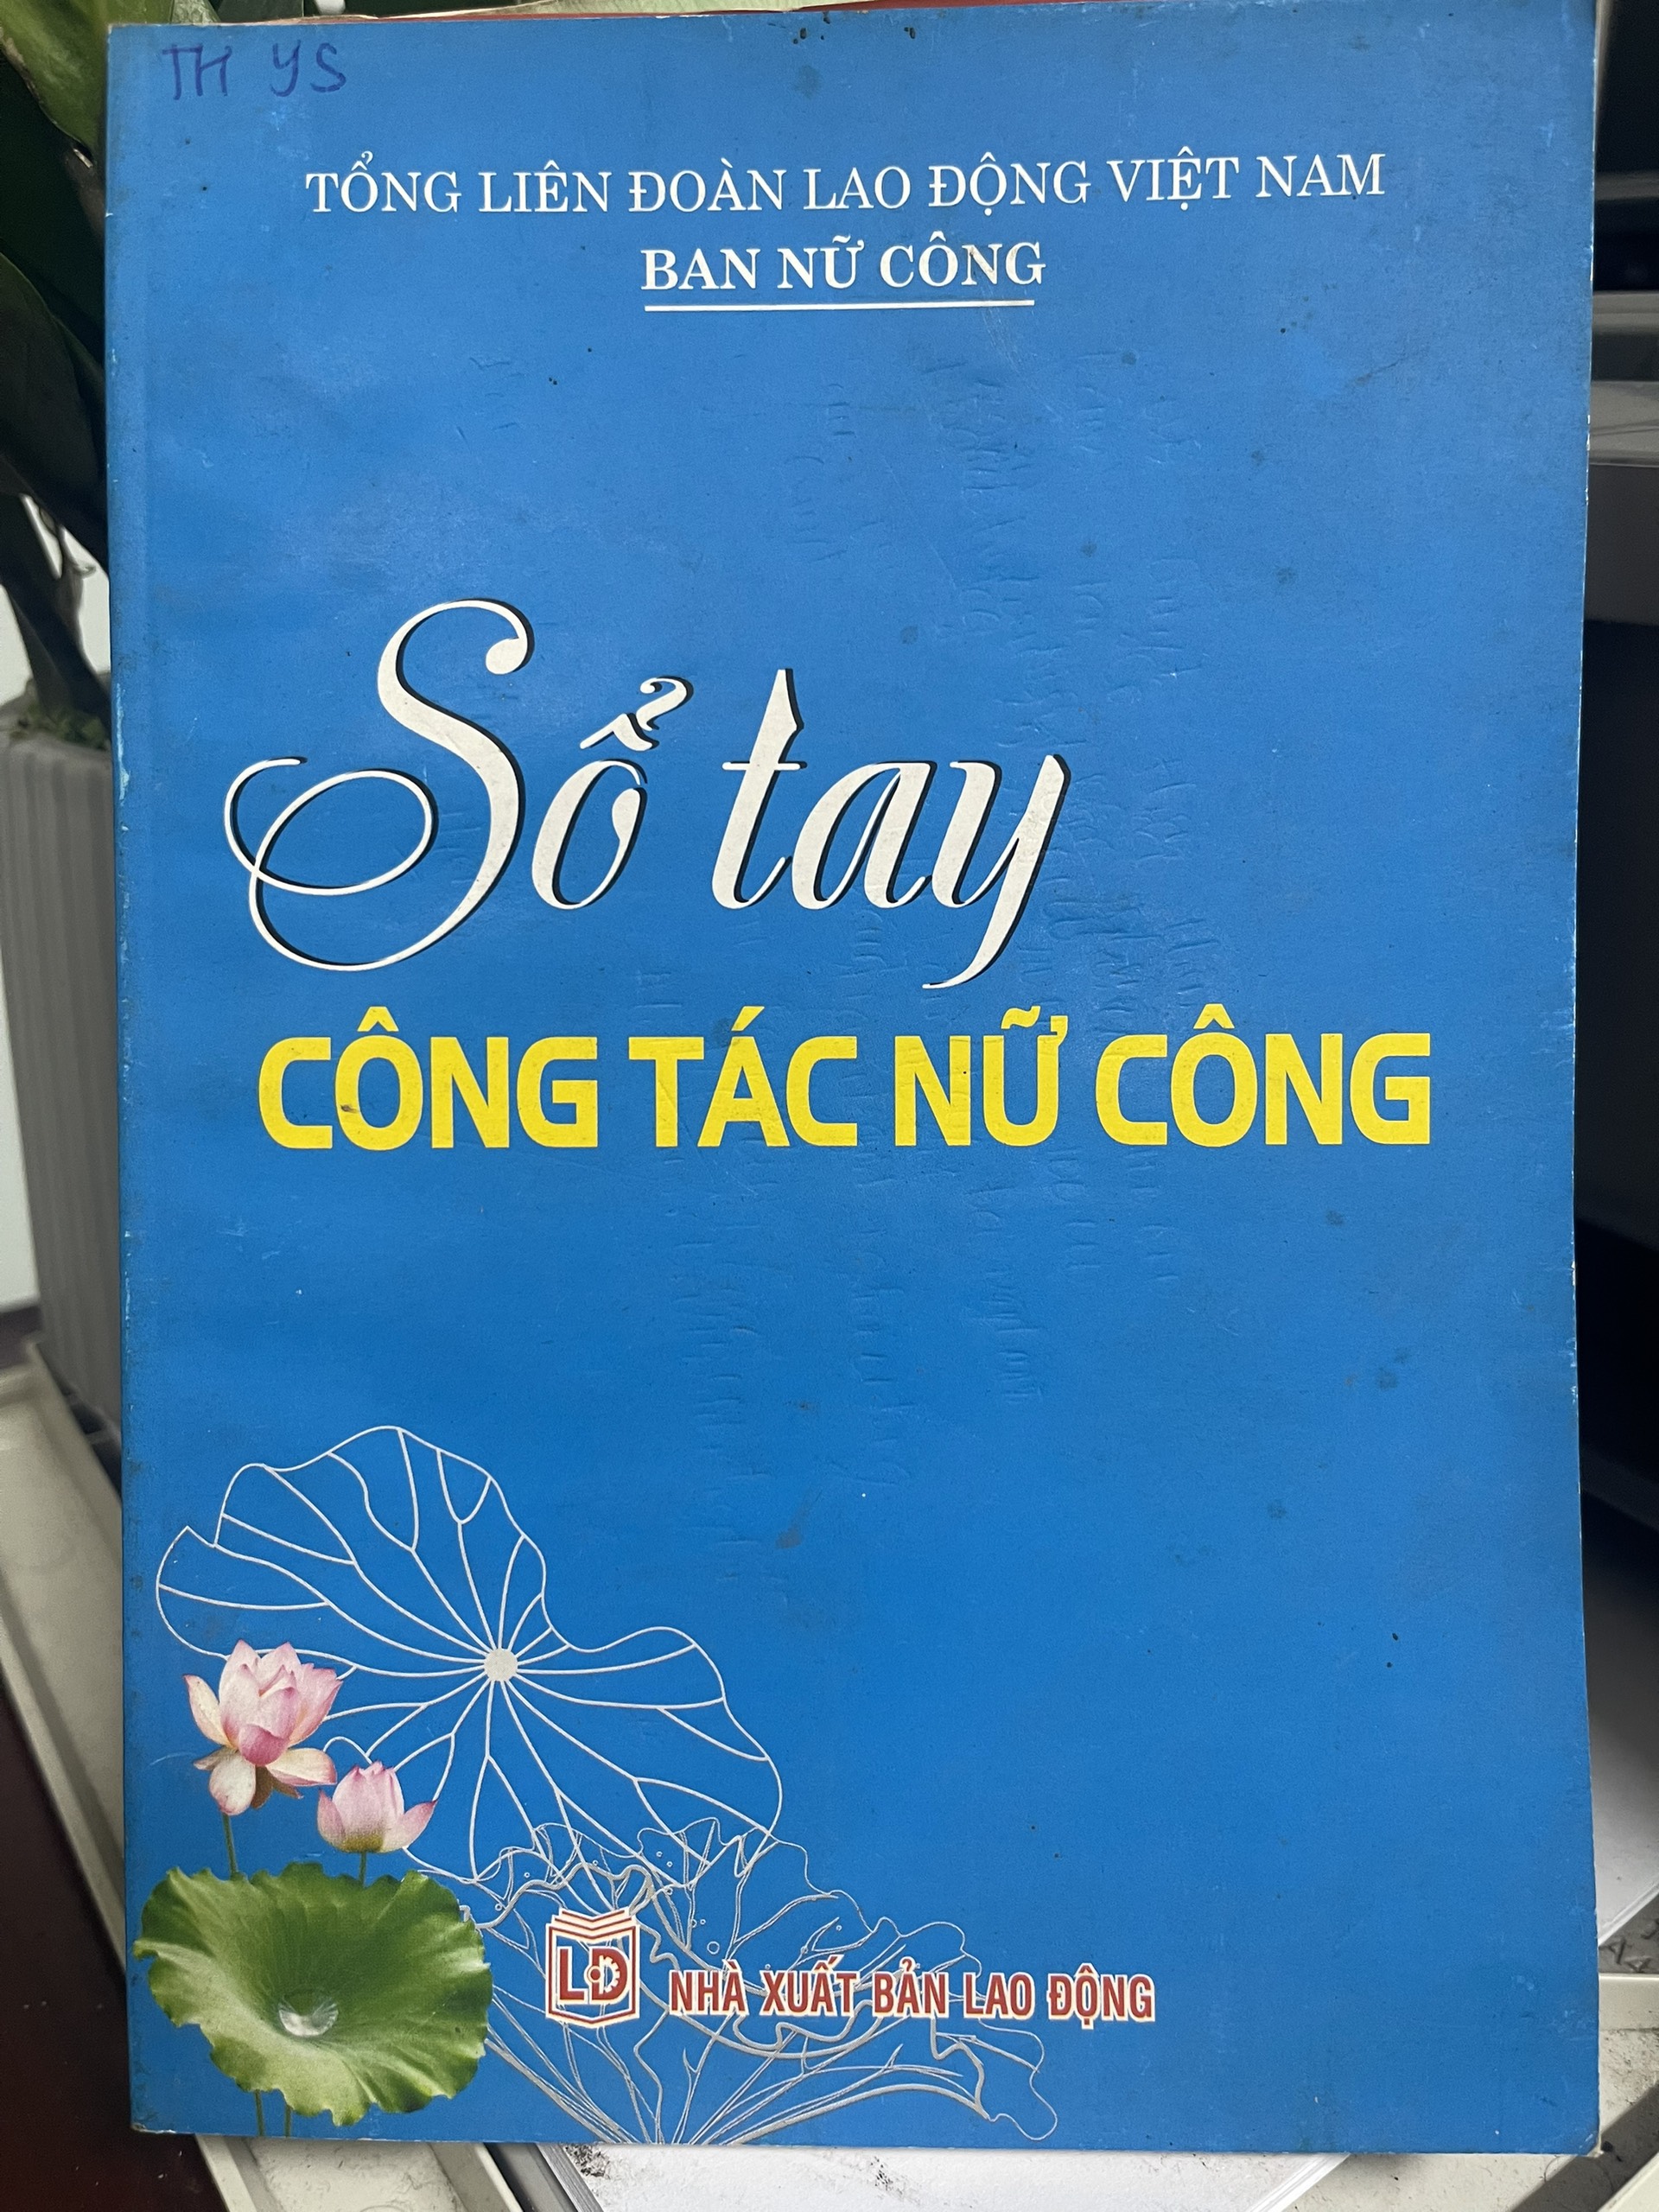 TH YS
TỔNG LIÊN ĐOÀN LAO ĐỘNG VIỆT NAM
BAN NỮ CÔNG
Sổ tay
CÔNG TÁC NỮ CÔNG
LĐ
NHÀ XUẤT BẢN LAO ĐỘNG